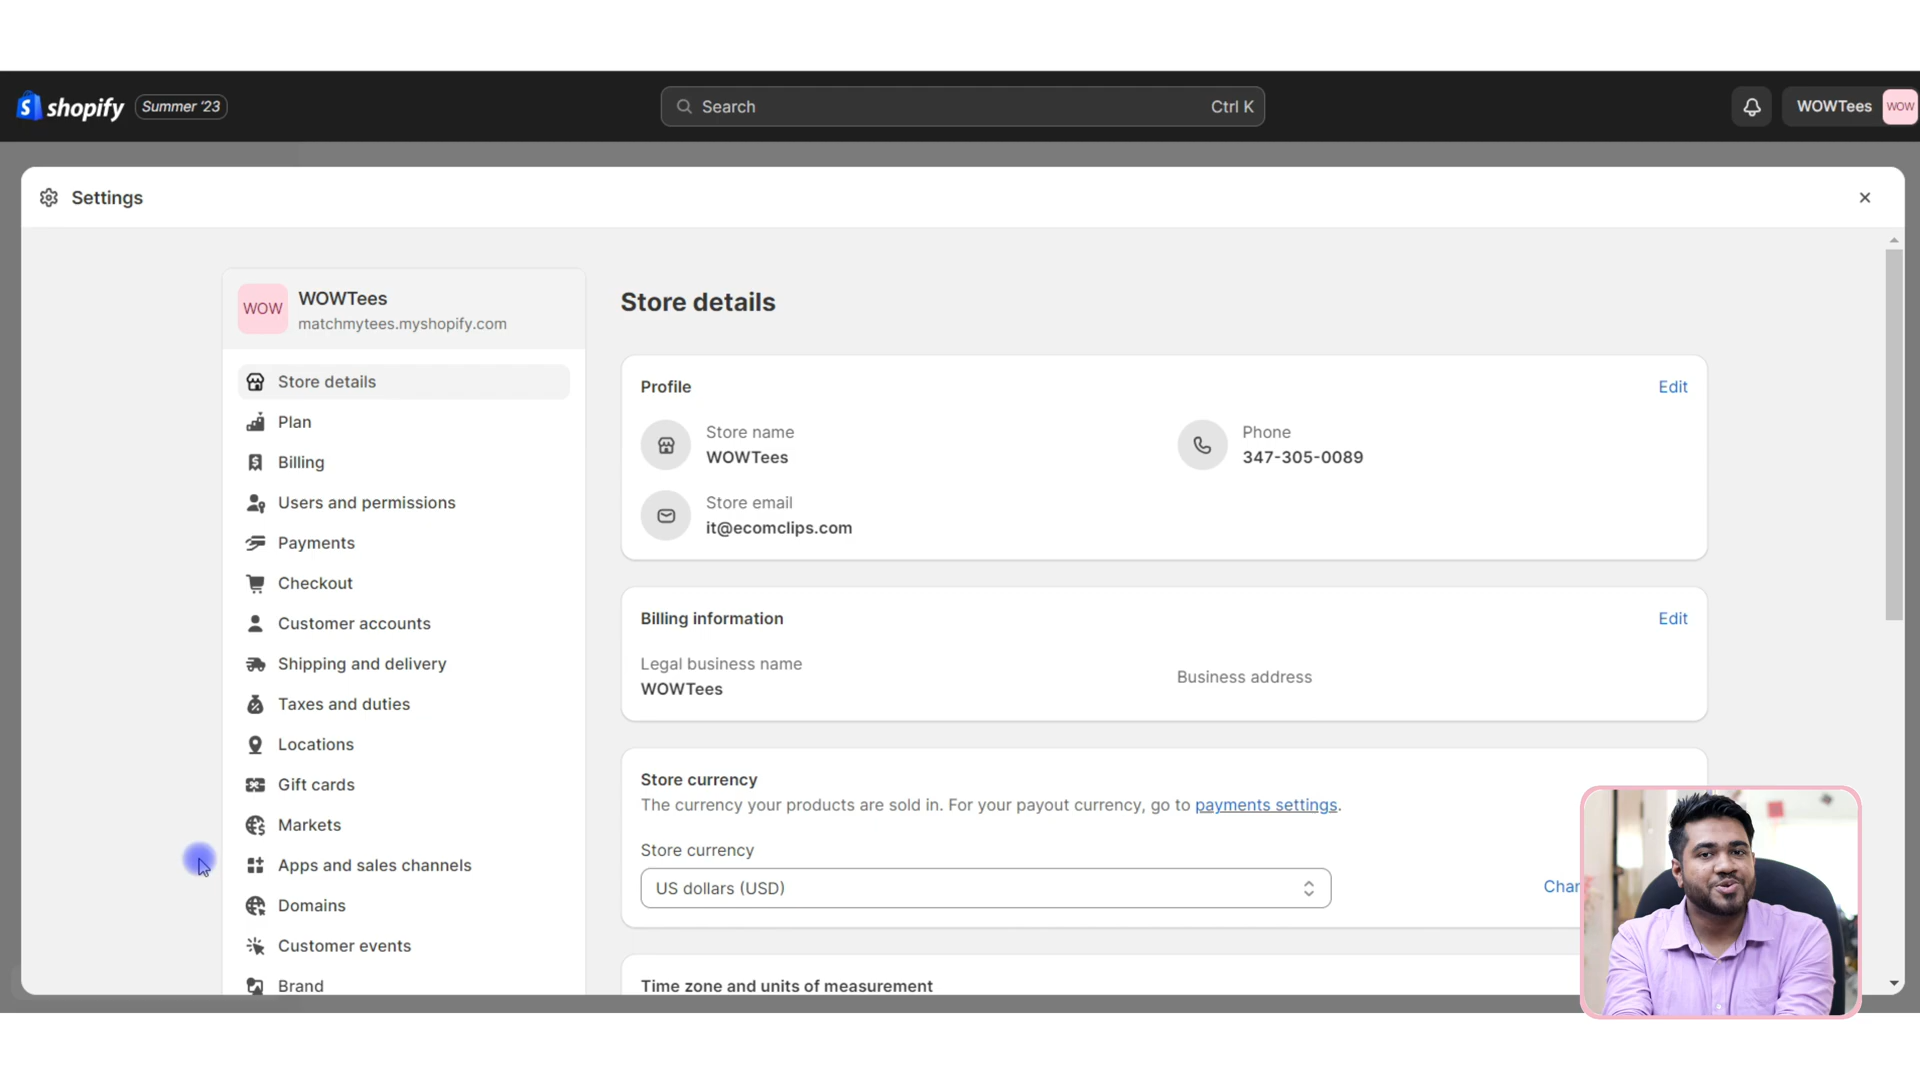 shopify Summer '23 Search Ctrl K WOWTees WOW
Settings
WOW WOWTees
matchmytees.myshopify.com
Store details
Plan
Billing
Users and permissions
Payments
Checkout
Customer accounts
Shipping and delivery
Taxes and duties
Locations
Gift cards
Markets
Apps and sales channels
Domains
Customer events
Brand
Store details
Profile Edit
Store name
WOWTees
Phone
347-305-0089
Store email
it@ecomclips.com
Billing information Edit
Legal business name
WOWTees
Business address
Store currency
The currency your products are sold in. For your payout currency, go to payments settings.
Store currency
US dollars (USD)
Char
Time zone and units of measurement